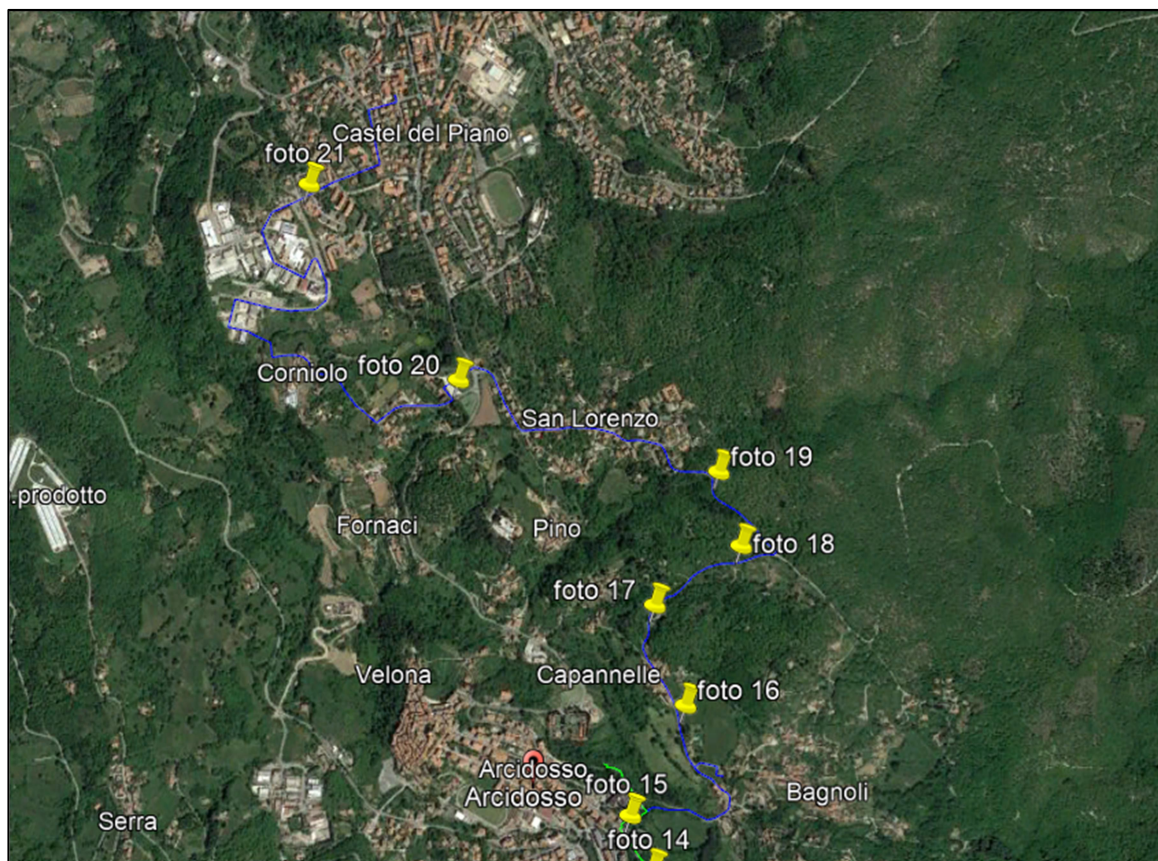 Castel del Piano
foto 21
foto 20
Corniolo
San Lorenzo
foto 19
.prodotto
Fornaci
Pino
foto 18
foto 17
Velona
Capannelle
foto 16
Arcidosso
foto 15
Arcidosso
Bagnoli
Serra
foto 14